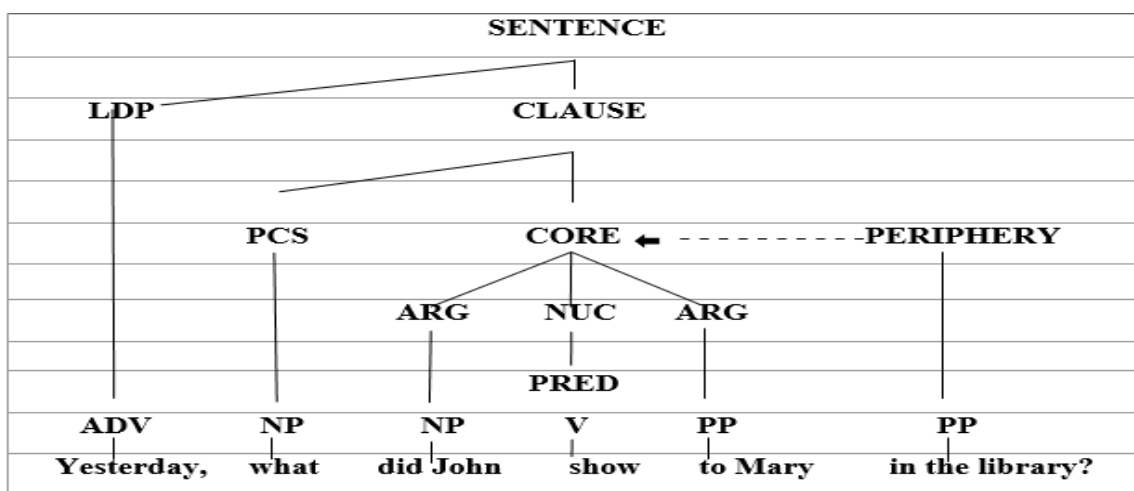 SENTENCE
LDP CLAUSE
PCS CORE PERIPHERY
ARG NUC ARG
PRED
ADV NP NP V PP PP
Yesterday, what did John show to Mary in the library?